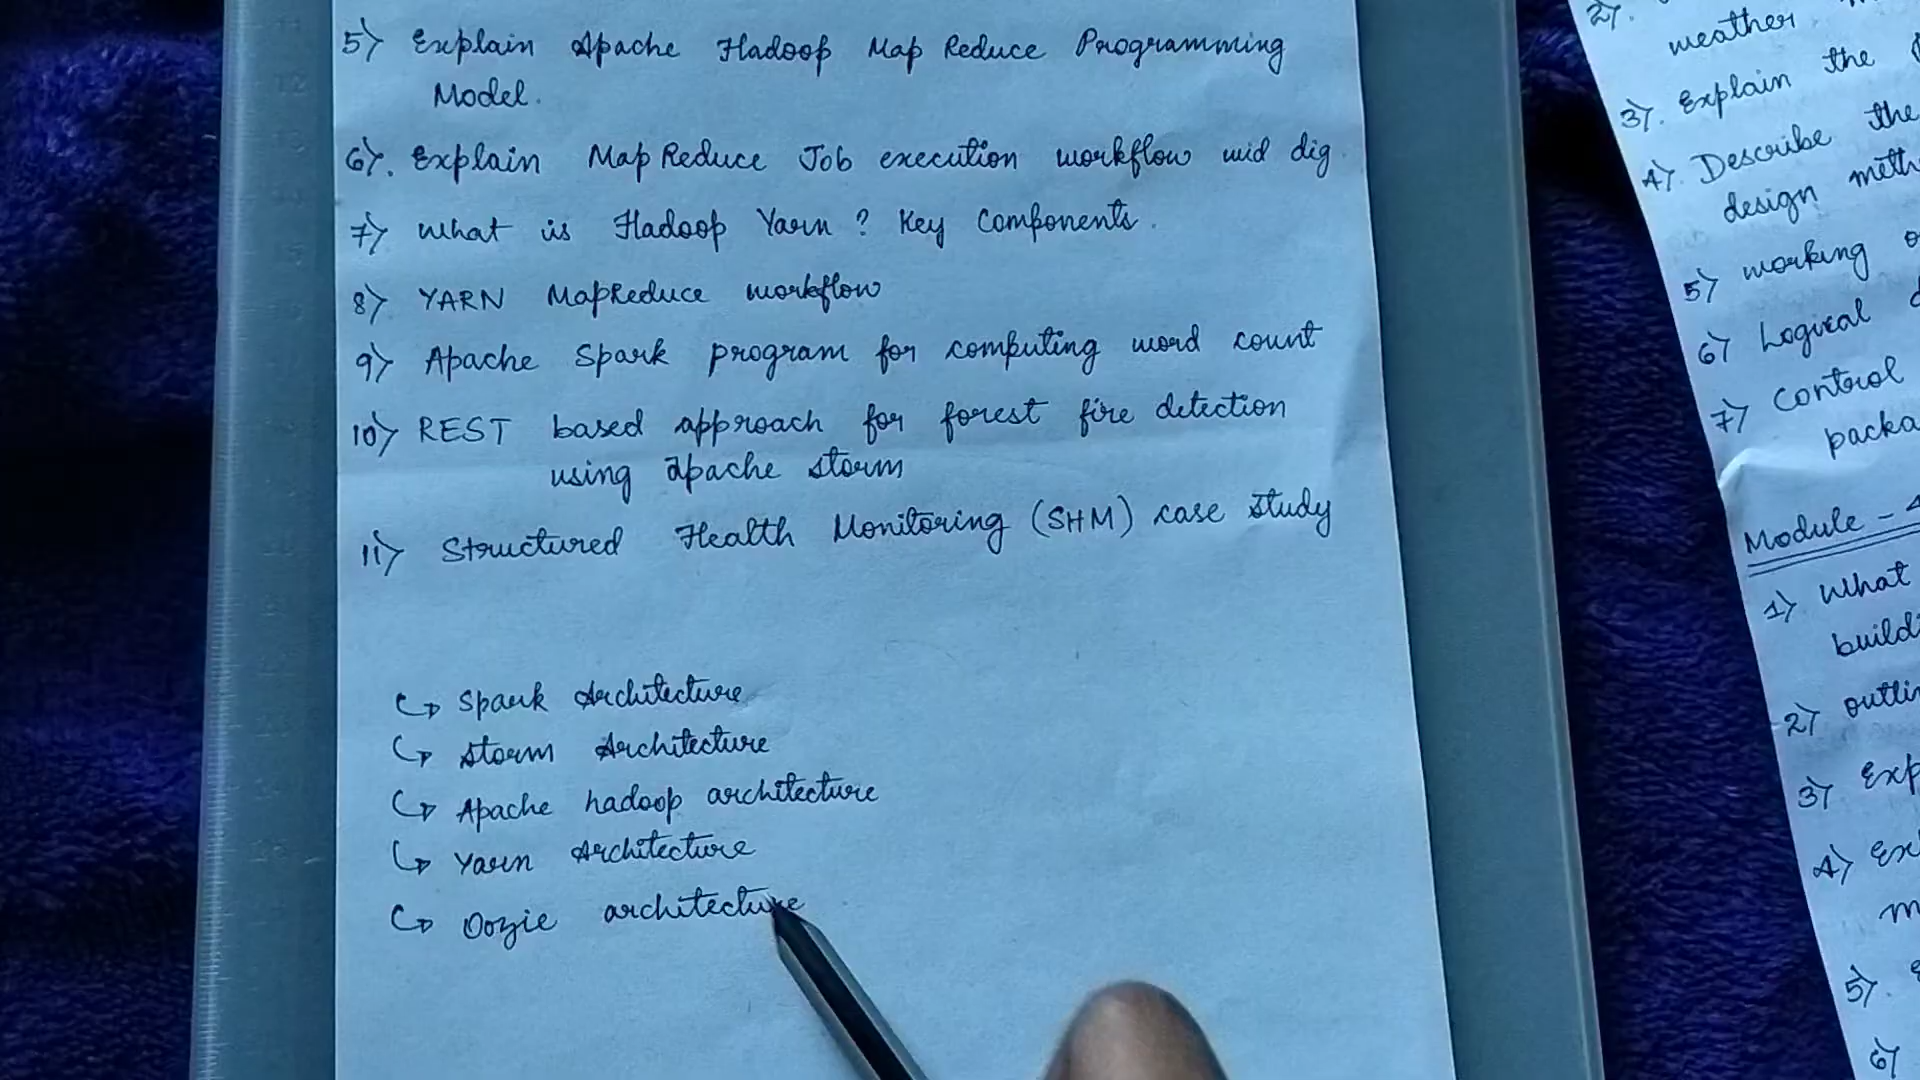 5) Explain Apache Hadoop Map Reduce Programming
Model.
6). Explain MapReduce Job execution workflow wid dig.
7) What is Hadoop Yarn? Key Components.
8) YARN MapReduce workflow
9) Apache Spark program for computing word count
10) REST based approach for forest fire detection
using apache storm
11) Structured Health Monitoring (SHM) case study
↳ Spark Architecture
↳ Storm Architecture
↳ Apache hadoop architecture
↳ Yarn Architecture
↳ Oozie architecture
2).
weather
3). Explain the
4). Describe the
design
5) working
6) Logical
7) Control
Module - 4
1) What
2)
3)
4)
5).
6)